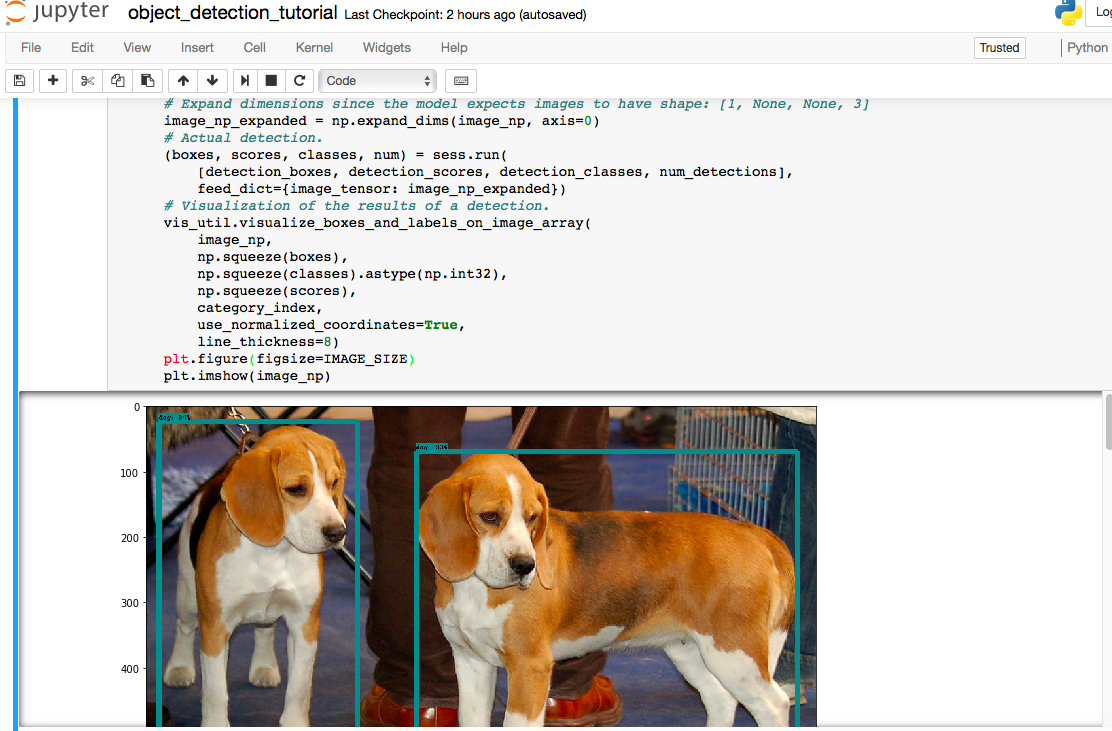 jupyter object_detection_tutorial Last Checkpoint: 2 hours ago (autosaved)
File Edit View Insert Cell Kernel Widgets Help Trusted Python
Code
# Expand dimensions since the model expects images to have shape: [1, None, None, 3]
image_np_expanded = np.expand_dims(image_np, axis=0)
# Actual detection.
(boxes, scores, classes, num) = sess.run(
[detection_boxes, detection_scores, detection_classes, num_detections],
feed_dict={image_tensor: image_np_expanded})
# Visualization of the results of a detection.
vis_util.visualize_boxes_and_labels_on_image_array(
image_np,
np.squeeze(boxes),
np.squeeze(classes).astype(np.int32),
np.squeeze(scores),
category_index,
use_normalized_coordinates=True,
line_thickness=8)
plt.figure(figsize=IMAGE_SIZE)
plt.imshow(image_np)
0
dog: 94%
dog: 93%
100
200
300
400